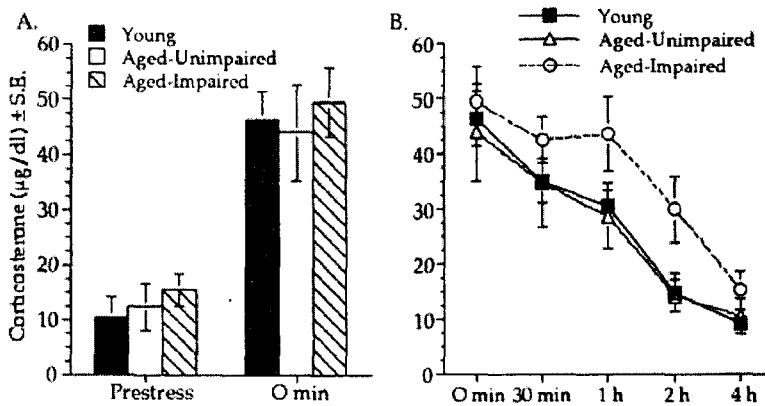 A.
Young
Aged-Unimpaired
Aged-Impaired
Corticosterone (µg/dl) ± S.E.
60
50
40
30
20
10
0
Prestress
O min
B.
Young
Aged-Unimpaired
Aged-Impaired
60
50
40
30
20
10
0
O min 30 min 1 h 2 h 4 h